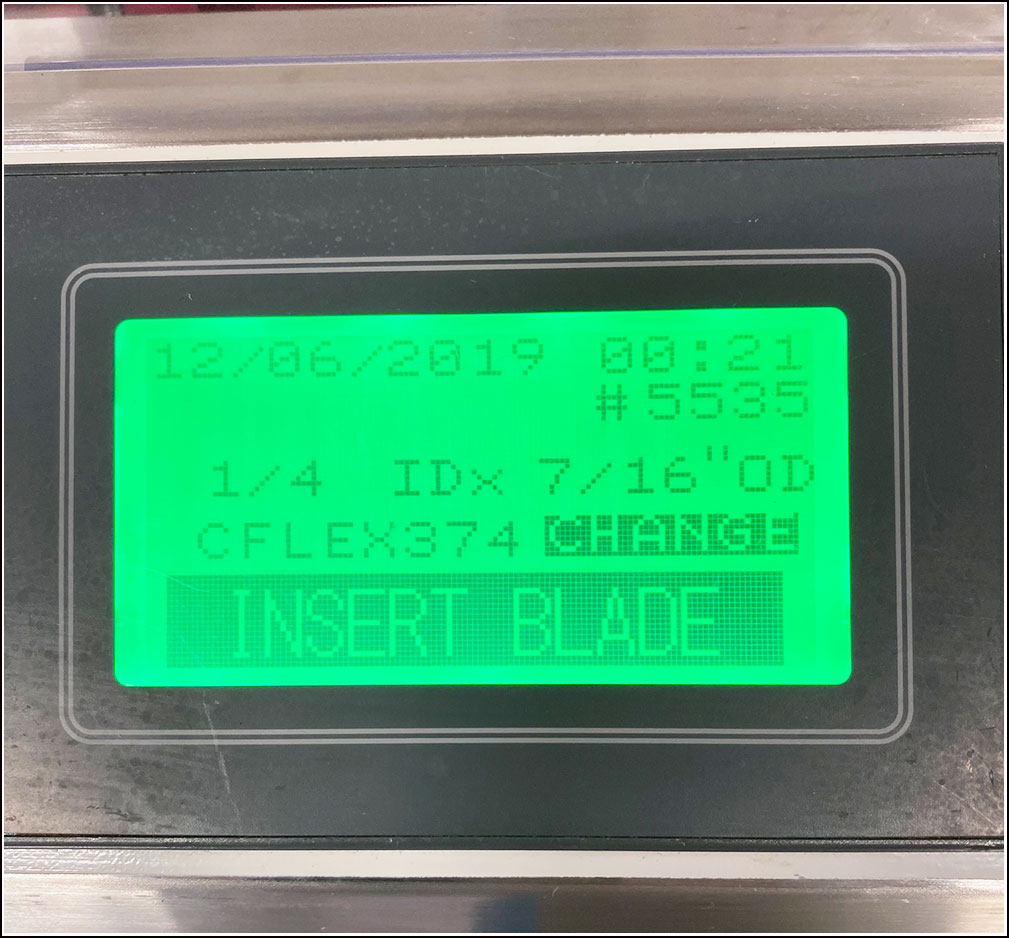 12/06/2019 00:21
#5535
1/4 IDx 7/16"OD
CFLEX374 CHANGE
INSERT BLADE